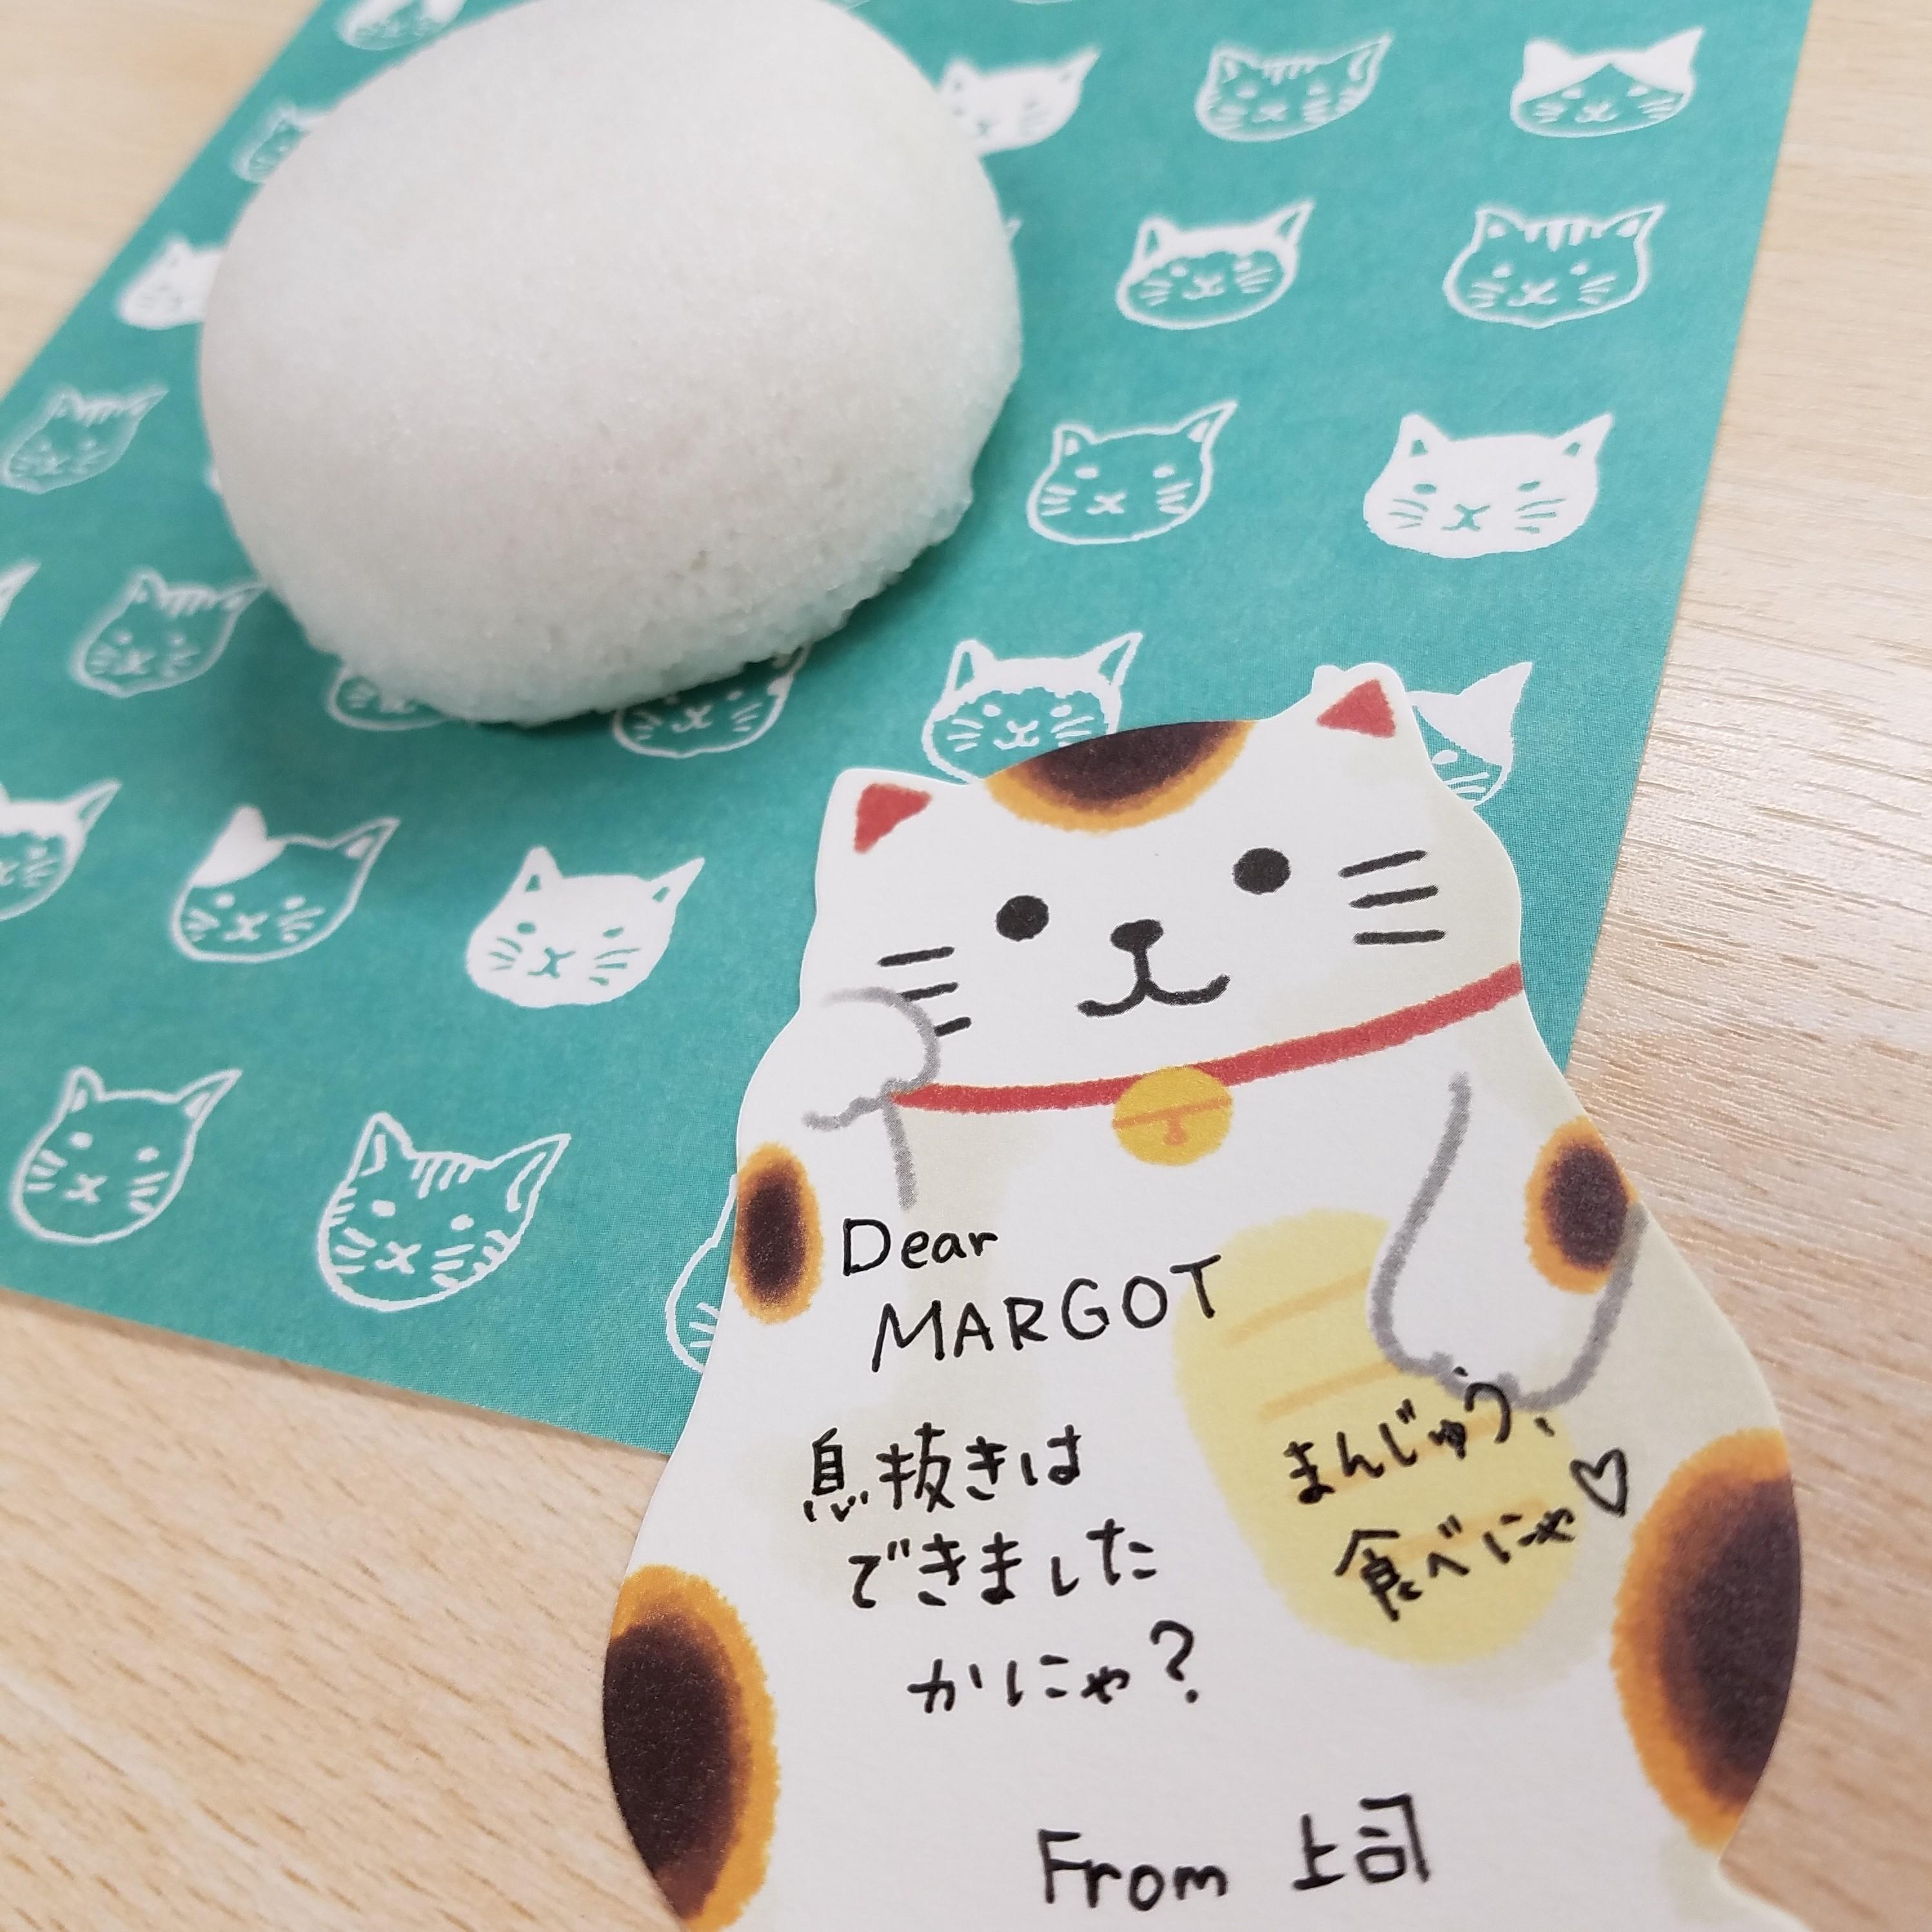 Dear
MARGOT
息抜きは
できました
かにゃ？
まんじゅう、
食べにゃ♡
From 上司